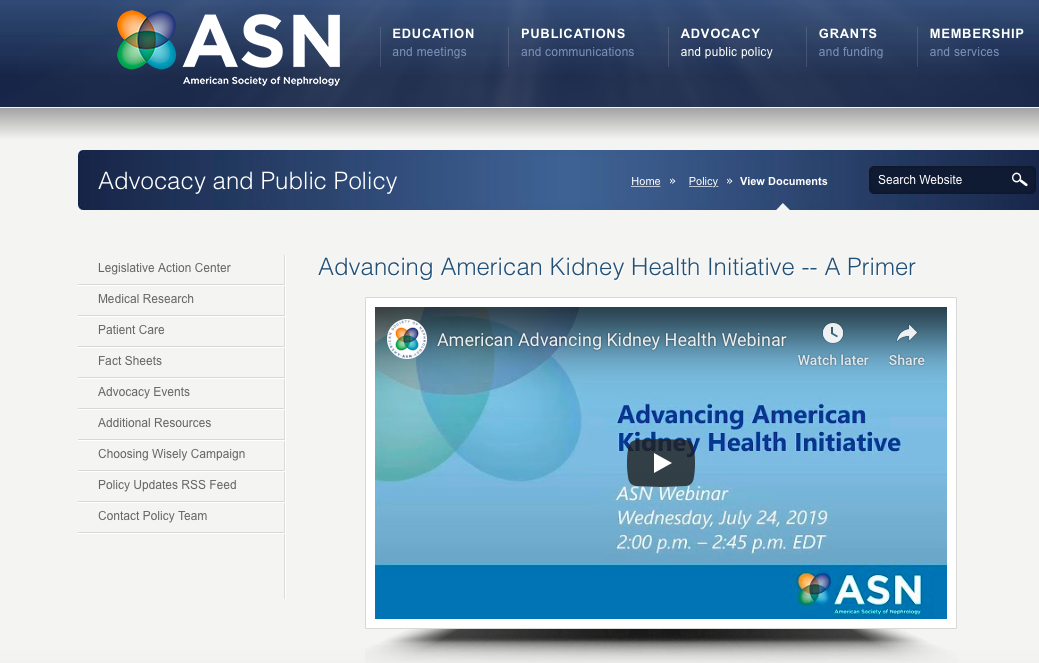 ASN
American Society of Nephrology
EDUCATION
and meetings
PUBLICATIONS
and communications
ADVOCACY
and public policy
GRANTS
and funding
MEMBERSHIP
and services
Advocacy and Public Policy
Home » Policy » View Documents
Search Website
Legislative Action Center
Medical Research
Patient Care
Fact Sheets
Advocacy Events
Additional Resources
Choosing Wisely Campaign
Policy Updates RSS Feed
Contact Policy Team
Advancing American Kidney Health Initiative -- A Primer
American Advancing Kidney Health Webinar
Watch later
Share
Advancing American
Kidney Health Initiative
ASN Webinar
Wednesday, July 24, 2019
2:00 p.m. – 2:45 p.m. EDT
ASN
American Society of Nephrology